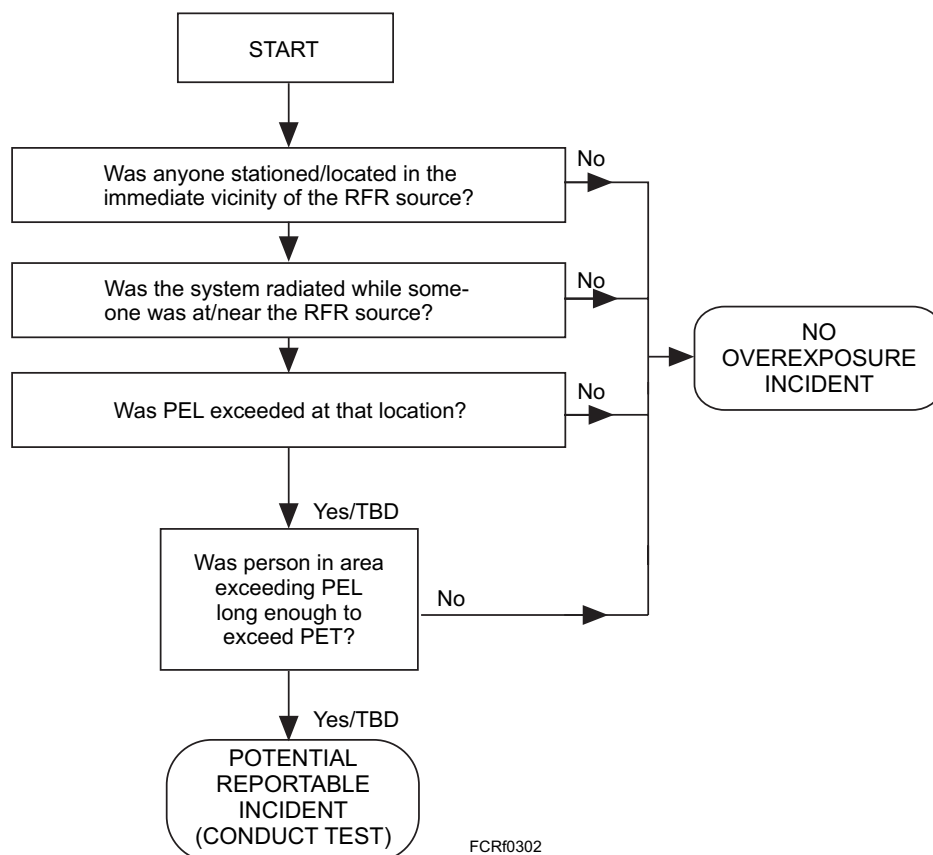 START
Was anyone stationed/located in the
immediate vicinity of the RFR source?
No
Was the system radiated while some-
one was at/near the RFR source?
No
NO
OVEREXPOSURE
INCIDENT
Was PEL exceeded at that location?
No
Yes/TBD
Was person in area
exceeding PEL
long enough to
exceed PET?
No
Yes/TBD
POTENTIAL
REPORTABLE
INCIDENT
(CONDUCT TEST)
FCRf0302